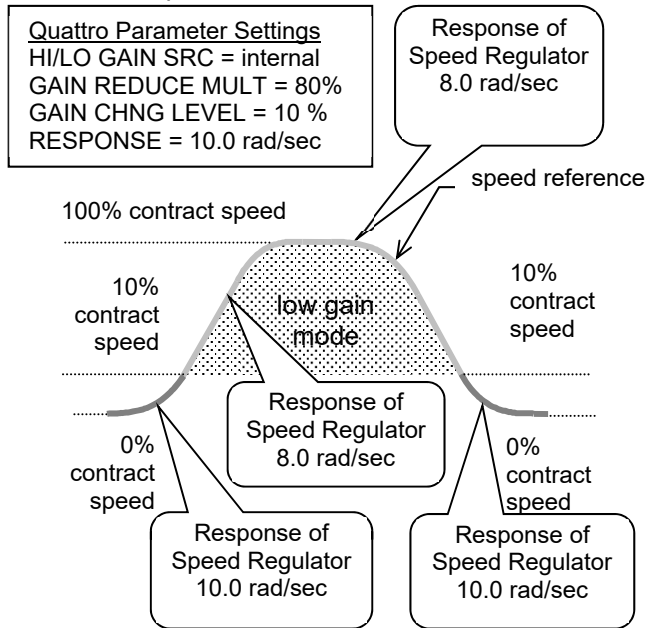 Quattro Parameter Settings
HI/LO GAIN SRC = internal
GAIN REDUCE MULT = 80%
GAIN CHNG LEVEL = 10 %
RESPONSE = 10.0 rad/sec
Response of
Speed Regulator
8.0 rad/sec
speed reference
100% contract speed
10%
contract
speed
low gain
mode
10%
contract
speed
Response of
Speed Regulator
8.0 rad/sec
0%
contract
speed
0%
contract
speed
Response of
Speed Regulator
10.0 rad/sec
Response of
Speed Regulator
10.0 rad/sec